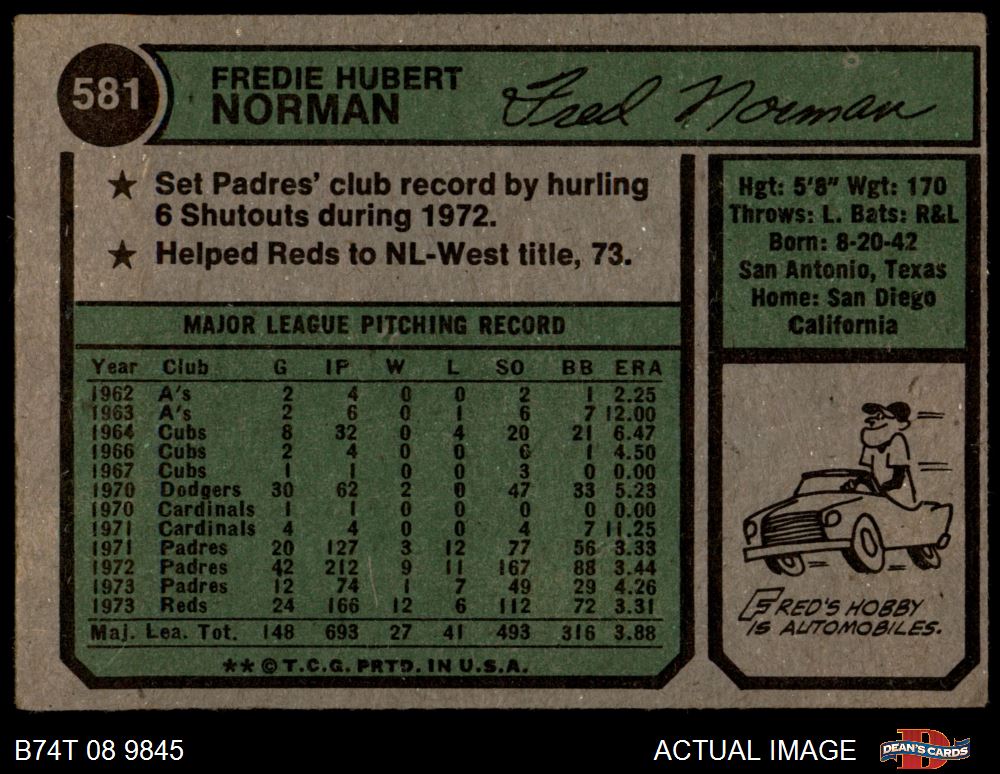 581
FREDIE HUBERT
NORMAN
Fred Norman
★ Set Padres' club record by hurling
6 Shutouts during 1972.
★ Helped Reds to NL-West title, 73.
Hgt: 5'8" Wgt: 170
Throws: L. Bats: R&L
Born: 8-20-42
San Antonio, Texas
Home: San Diego
California
MAJOR LEAGUE PITCHING RECORD
Year Club G IP W L SO BB ERA
1962 A's 2 4 0 0 2 1 2.25
1963 A's 2 6 0 1 6 7 12.00
1964 Cubs 8 32 0 4 20 21 6.47
1966 Cubs 2 4 0 0 6 1 4.50
1967 Cubs 1 1 0 0 3 0 0.00
1970 Dodgers 30 62 2 0 47 33 5.23
1970 Cardinals 1 1 0 0 0 0 0.00
1971 Cardinals 4 4 0 0 4 7 11.25
1971 Padres 20 127 3 12 77 56 3.33
1972 Padres 42 212 9 11 167 88 3.44
1973 Padres 12 74 1 7 49 29 4.26
1973 Reds 24 166 12 6 112 72 3.31
Maj. Lea. Tot. 148 693 27 41 493 316 3.88
★★ © T.C.G. PRTD. IN U.S.A.
FRED'S HOBBY
IS AUTOMOBILES.
B74T 08 9845
ACTUAL IMAGE
DEAN'S CARDS